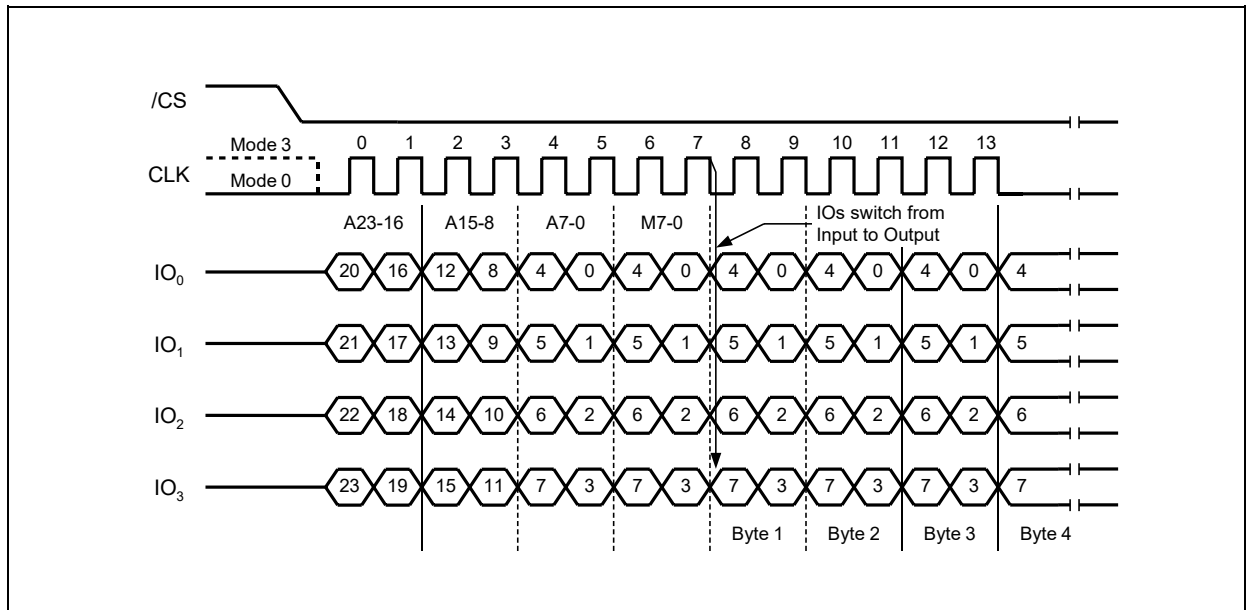 /CS
Mode 3 0 1 2 3 4 5 6 7 8 9 10 11 12 13
CLK
Mode 0
A23-16 A15-8 A7-0 M7-0
IOs switch from
Input to Output
IO0 20 16 12 8 4 0 4 0 4 0 4 0 4 0 4
IO1 21 17 13 9 5 1 5 1 5 1 5 1 5 1 5
IO2 22 18 14 10 6 2 6 2 6 2 6 2 6 2 6
IO3 23 19 15 11 7 3 7 3 7 3 7 3 7 3 7
Byte 1 Byte 2 Byte 3 Byte 4